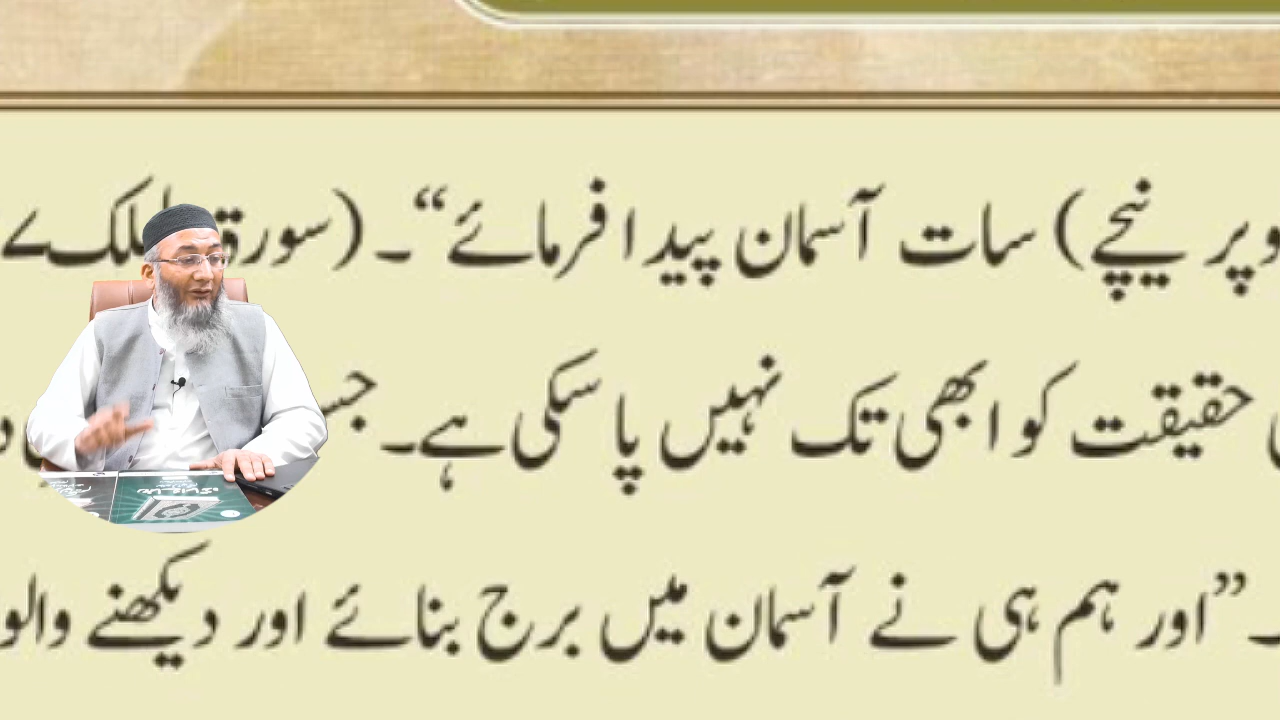 وپر نیچے) سات آسمان پیدا فرمائے“۔ (سورۃ
حقیقت کو ابھی تک نہیں پا سکی ہے۔ جس
”اور ہم ہی نے آسمان میں برج بنائے اور دیکھنے والو